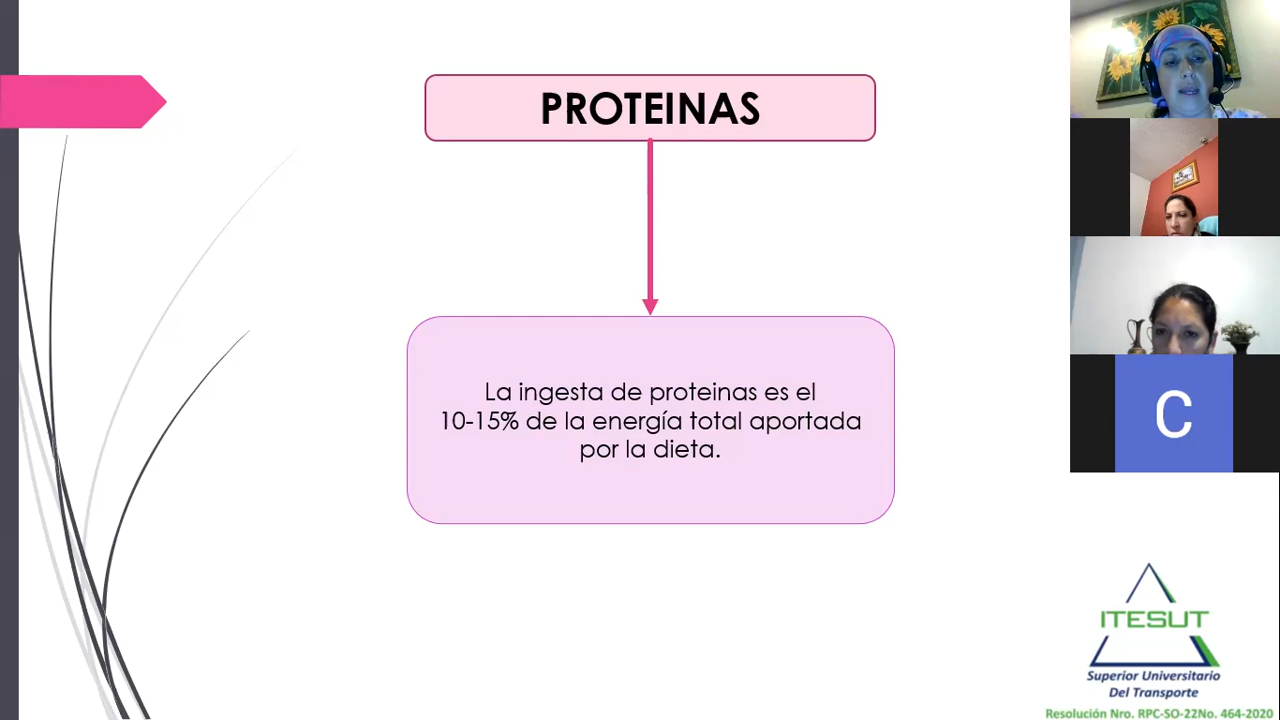 PROTEINAS
La ingesta de proteinas es el
10-15% de la energía total aportada
por la dieta.
C
ITESUT
Superior Universitario
Del Transporte
Resolución Nro. RPC-SO-22No. 464-2020